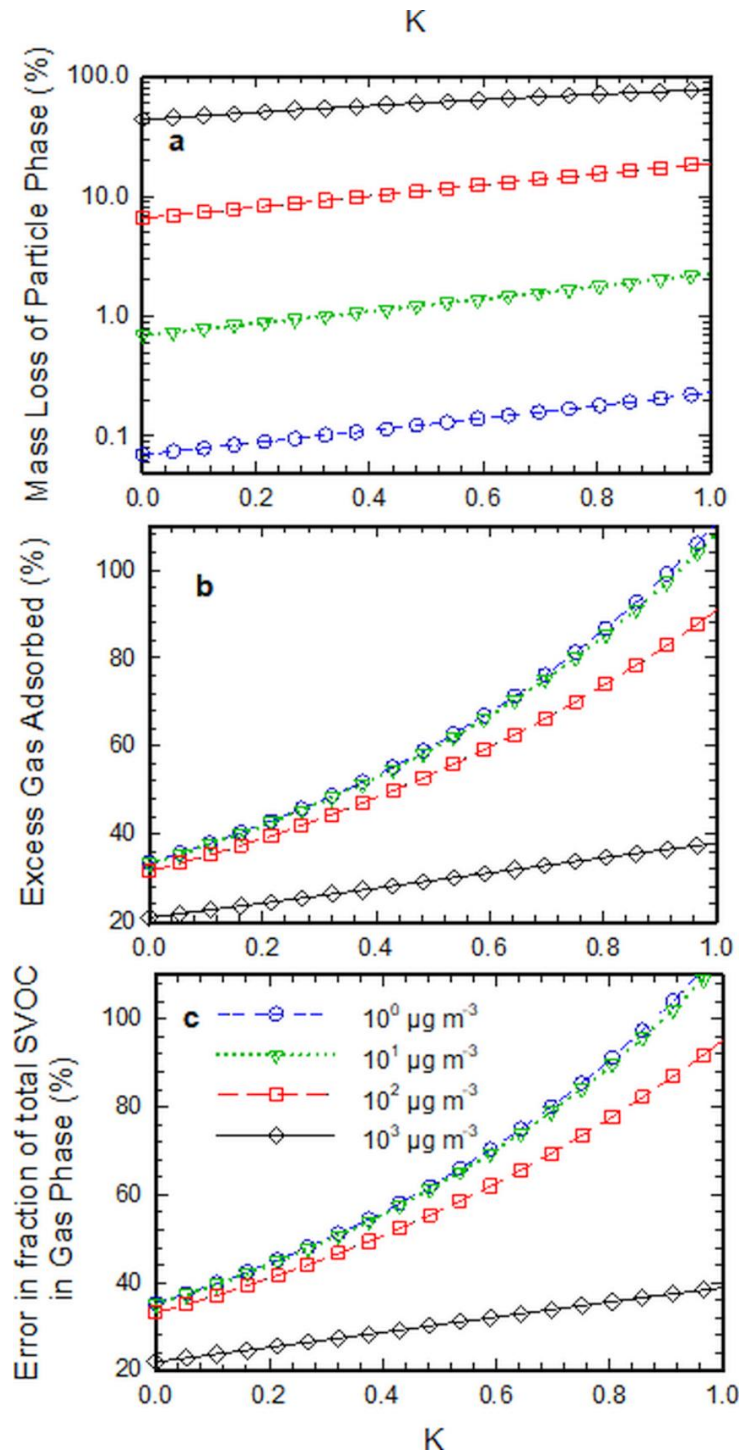 K
Mass Loss of Particle Phase (%)
100.0
10.0
1.0
0.1
a
0.0 0.2 0.4 0.6 0.8 1.0
Excess Gas Adsorbed (%)
100
80
60
40
20
b
0.0 0.2 0.4 0.6 0.8 1.0
Error in fraction of total SVOC
in Gas Phase (%)
100
80
60
40
20
c
10⁰ µg m⁻³
10¹ µg m⁻³
10² µg m⁻³
10³ µg m⁻³
0.0 0.2 0.4 0.6 0.8 1.0
K